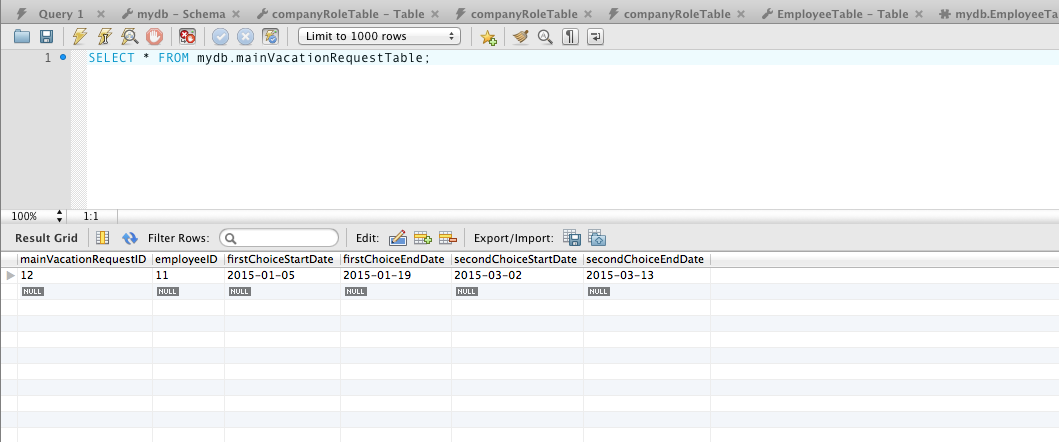 Query 1 mydb - Schema companyRoleTable - Table companyRoleTable companyRoleTable EmployeeTable - Table mydb.EmployeeTa
Limit to 1000 rows
1 SELECT * FROM mydb.mainVacationRequestTable;
100% 1:1
Result Grid Filter Rows: Edit: Export/Import:
mainVacationRequestID employeeID firstChoiceStartDate firstChoiceEndDate secondChoiceStartDate secondChoiceEndDate
12 11 2015-01-05 2015-01-19 2015-03-02 2015-03-13
NULL NULL NULL NULL NULL NULL